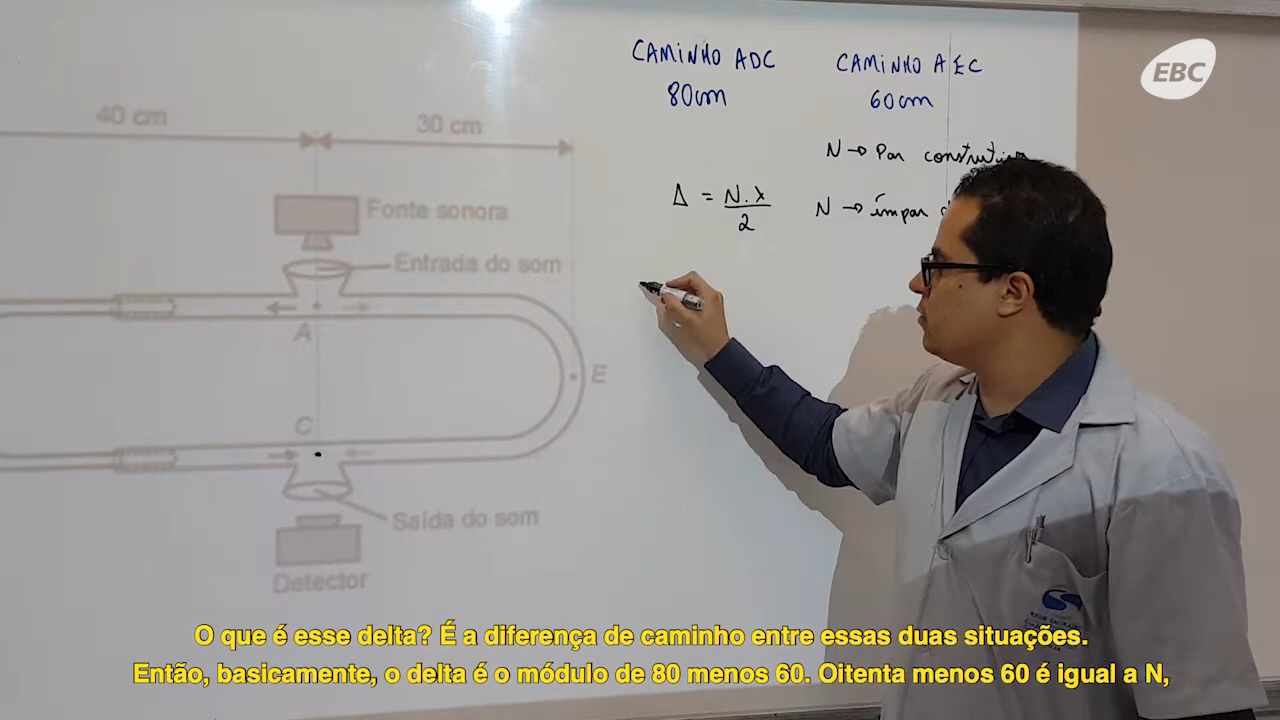 CAMINHO ADC
80cm
CAMINHO AEC
60cm
EBC
40 cm
30 cm
N → Par construtiva
Δ = N.λ
2
N → ímpar
Fonte sonora
Entrada do som
A
E
C
Saída do som
Detector
O que é esse delta? É a diferença de caminho entre essas duas situações.
Então, basicamente, o delta é o módulo de 80 menos 60. Oitenta menos 60 é igual a N,